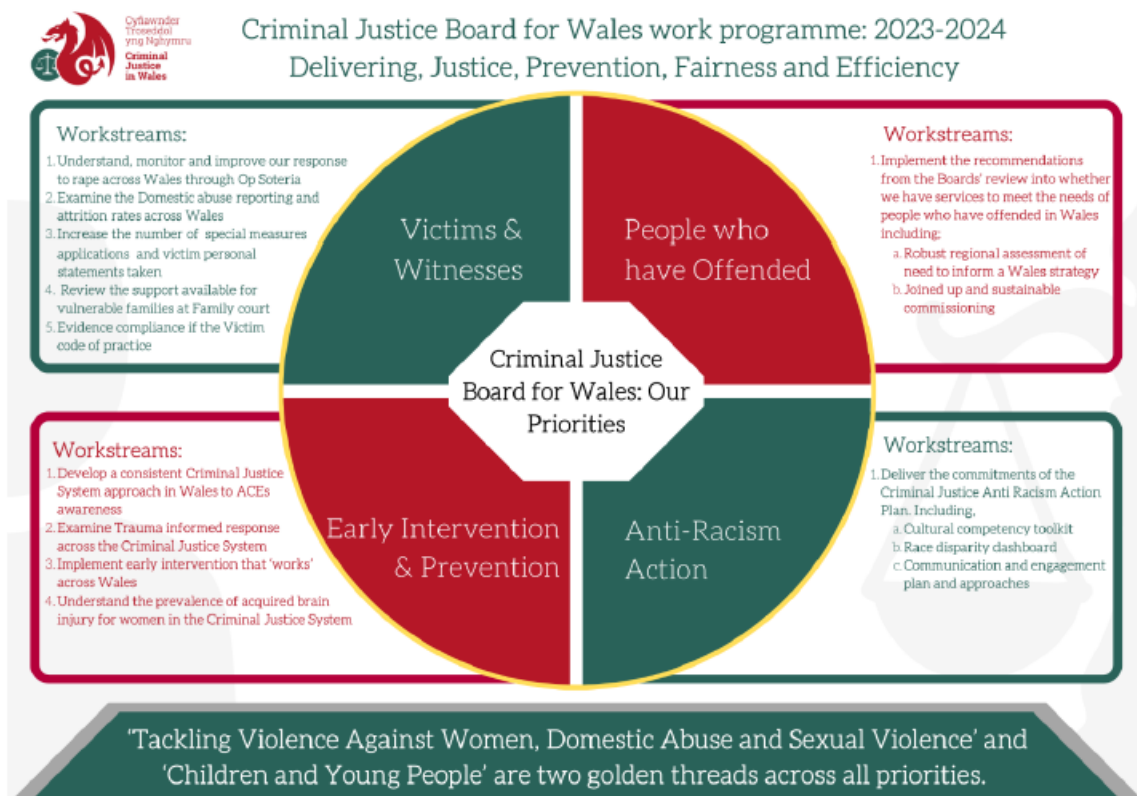 Cyfiawnder
Troseddol
yng Nghymru
Criminal
Justice
in Wales
Criminal Justice Board for Wales work programme: 2023-2024
Delivering, Justice, Prevention, Fairness and Efficiency
Workstreams:
1. Understand, monitor and improve our response
to rape across Wales through Op Soteria
2. Examine the Domestic abuse reporting and
attrition rates across Wales
3. Increase the number of special measures
applications and victim personal
statements taken
4. Review the support available for
vulnerable families at Family court
5. Evidence compliance if the Victim
code of practice
Victims &
Witnesses
People who
have Offended
Workstreams:
1. Implement the recommendations
from the Boards' review into whether
we have services to meet the needs of
people who have offended in Wales
including;
a. Robust regional assessment of
need to inform a Wales strategy
b. Joined up and sustainable
commissioning
Criminal Justice
Board for Wales: Our
Priorities
Workstreams:
1. Develop a consistent Criminal Justice
System approach in Wales to ACEs
awareness
2. Examine Trauma informed response
across the Criminal Justice System
3. Implement early intervention that 'works'
across Wales
4. Understand the prevalence of acquired brain
injury for women in the Criminal Justice System
Early Intervention
& Prevention
Anti-Racism
Action
Workstreams:
1. Deliver the commitments of the
Criminal Justice Anti Racism Action
Plan. Including,
a. Cultural competency toolkit
b. Race disparity dashboard
c. Communication and engagement
plan and approaches
'Tackling Violence Against Women, Domestic Abuse and Sexual Violence' and
'Children and Young People' are two golden threads across all priorities.